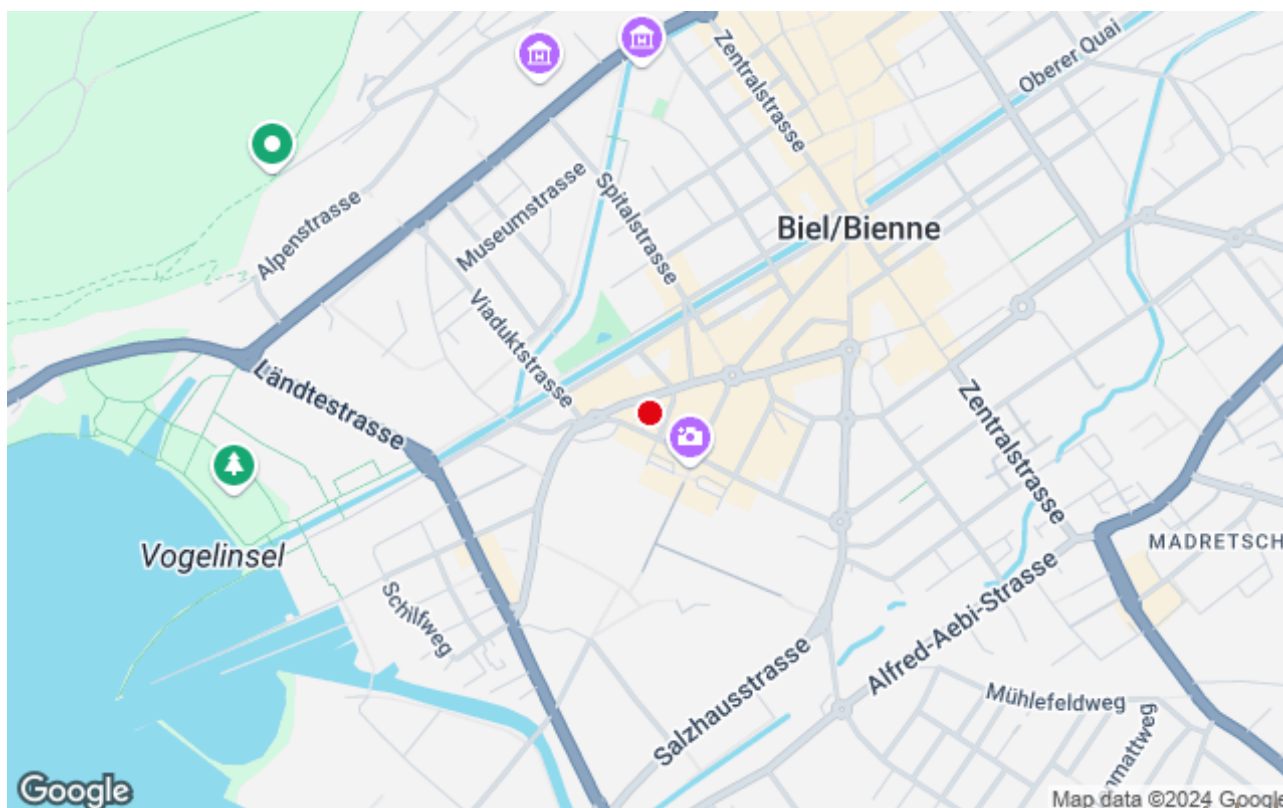 Zentralstrasse
Oberer Quai
Spitalstrasse
Museumstrasse
Alpenstrasse
Biel/Bienne
Viaduktstrasse
Ländtestrasse
Zentralstrasse
Vogelinsel
MADRETSCH
Schilfweg
Alfred-Aebi-Strasse
Salzhausstrasse
Mühlefeldweg
Google
Map data ©2024 Google